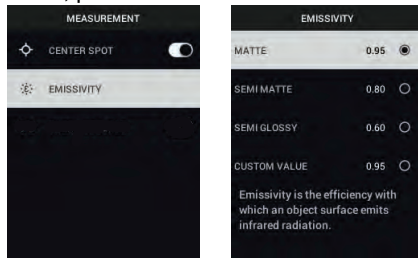 MEASUREMENT
CENTER SPOT
EMISSIVITY
EMISSIVITY
MATTE 0.95
SEMI MATTE 0.80
SEMI GLOSSY 0.60
CUSTOM VALUE 0.95
Emissivity is the efficiency with
which an object surface emits
infrared radiation.